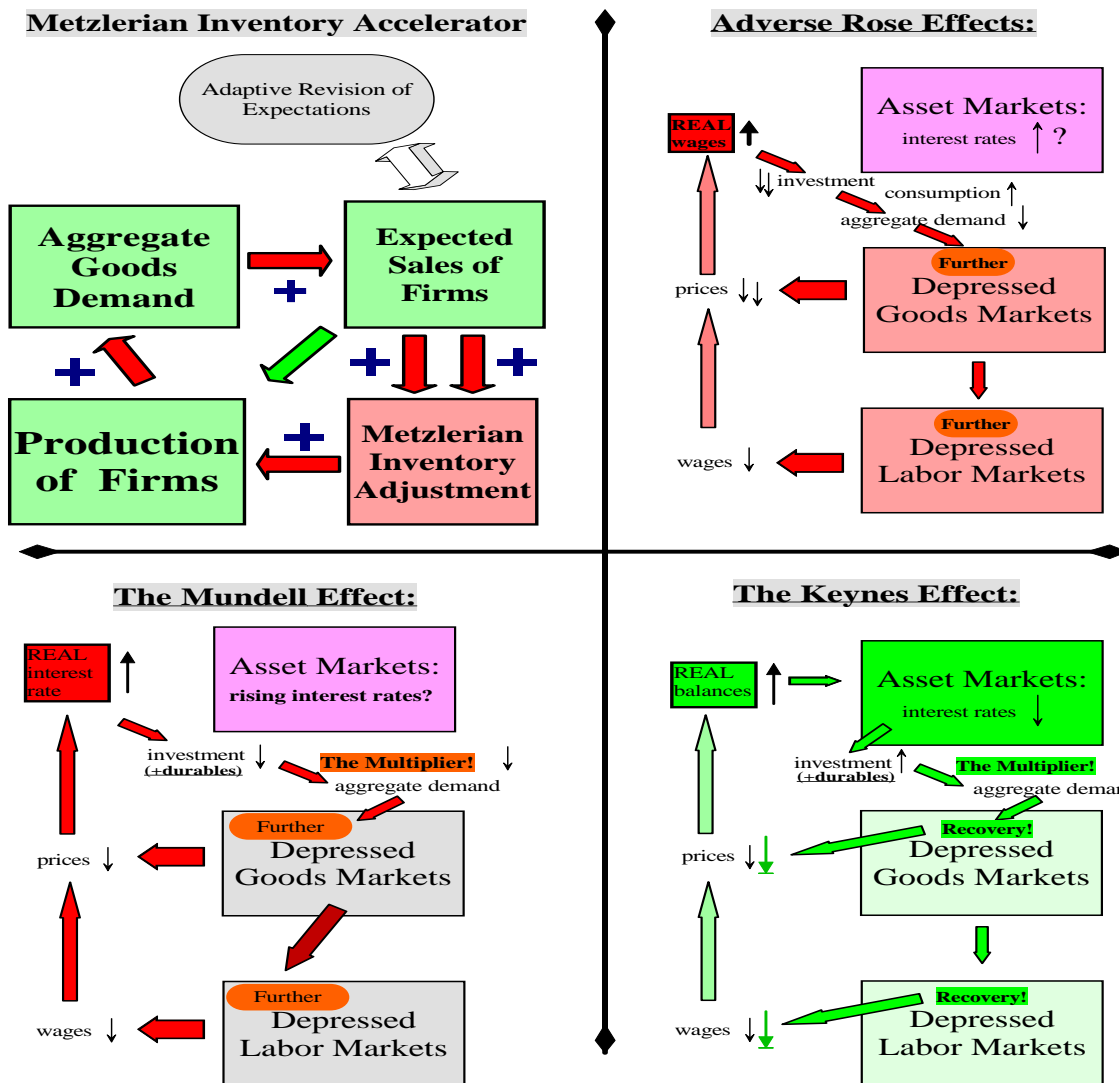 Metzlerian Inventory Accelerator
Adaptive Revision of
Expectations
Aggregate
Goods
Demand
Expected
Sales of
Firms
+
+
+
+
+
Production
of Firms
Metzlerian
Inventory
Adjustment
Adverse Rose Effects:
REAL
wages
Asset Markets:
interest rates ↑ ?
↓↓ investment
consumption ↑
aggregate demand ↓
Further
Depressed
Goods Markets
prices ↓↓
Further
Depressed
Labor Markets
wages ↓
The Mundell Effect:
REAL
interest
rate
Asset Markets:
rising interest rates?
investment ↓
(+durables)
The Multiplier! ↓
aggregate demand
Further
Depressed
Goods Markets
prices ↓
Further
Depressed
Labor Markets
wages ↓
The Keynes Effect:
REAL
balances
Asset Markets:
interest rates ↓
investment ↑
(+durables)
The Multiplier!
aggregate deman
Recovery!
Depressed
Goods Markets
prices ↓
Recovery!
Depressed
Labor Markets
wages ↓